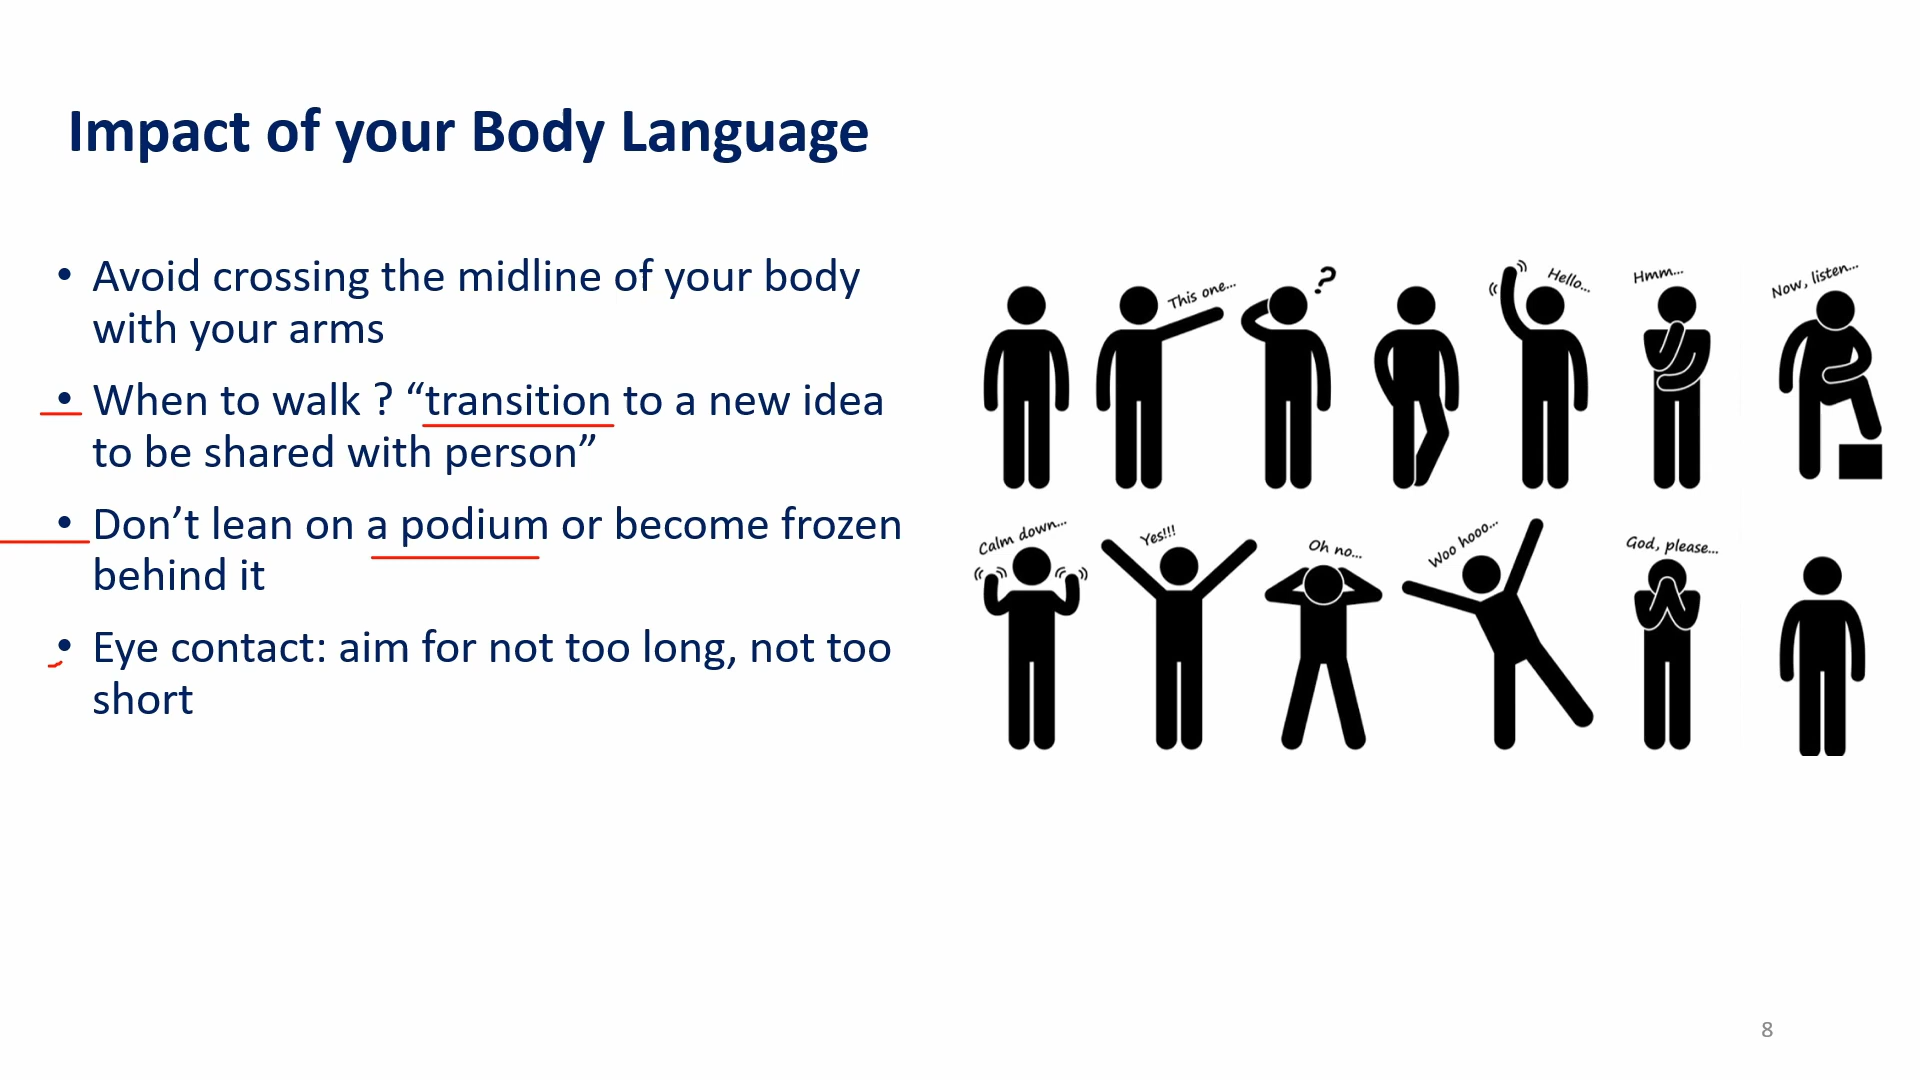 Impact of your Body Language
• Avoid crossing the midline of your body
with your arms
• When to walk ? “transition to a new idea
to be shared with person”
• Don’t lean on a podium or become frozen
behind it
• Eye contact: aim for not too long, not too
short
This one...
?
Hello...
Hmm...
Now, listen...
Calm down...
Yes!!!
Oh no...
Woo hooo...
God, please...
8